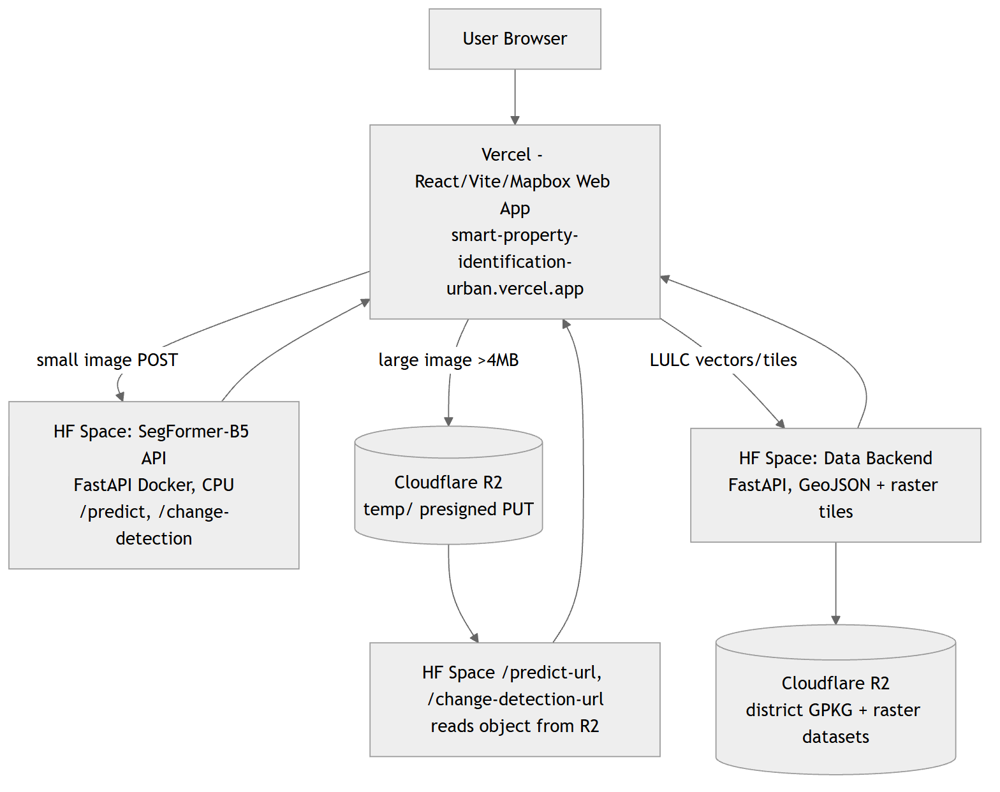 User Browser
Vercel -
React/Vite/Mapbox Web
App
smart-property-
identification-
urban.vercel.app
small image POST
large image >4MB
LULC vectors/tiles
HF Space: SegFormer-B5
API
FastAPI Docker, CPU
/predict, /change-
detection
Cloudflare R2
temp/ presigned PUT
HF Space: Data Backend
FastAPI, GeoJSON + raster
tiles
HF Space /predict-url,
/change-detection-url
reads object from R2
Cloudflare R2
district GPKG + raster
datasets